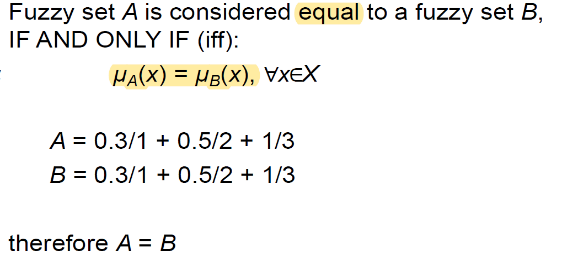 Fuzzy set A is considered equal to a fuzzy set B,
IF AND ONLY IF (iff):
μA(x) = μB(x), ∀x∈X
A = 0.3/1 + 0.5/2 + 1/3
B = 0.3/1 + 0.5/2 + 1/3
therefore A = B